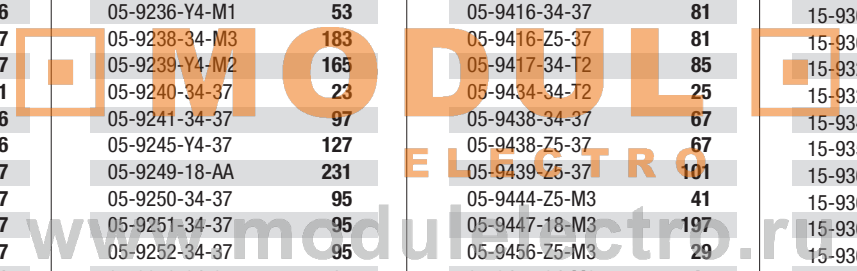 05-9236-Y4-M1 53
05-9238-34-M3 183
05-9239-Y4-M2 165
05-9240-34-37 23
05-9241-34-37 97
05-9245-Y4-37 127
05-9249-18-AA 231
05-9250-34-37 95
05-9251-34-37 95
05-9252-34-37 95
05-9416-34-37 81
05-9416-Z5-37 81
05-9417-34-T2 85
05-9434-34-T2 25
05-9438-34-37 67
05-9438-Z5-37 67
05-9439-Z5-37 101
05-9444-Z5-M3 41
05-9447-18-M3 197
05-9456-Z5-M3 29
MODUL
ELECTRO
www.modulelectro.ru